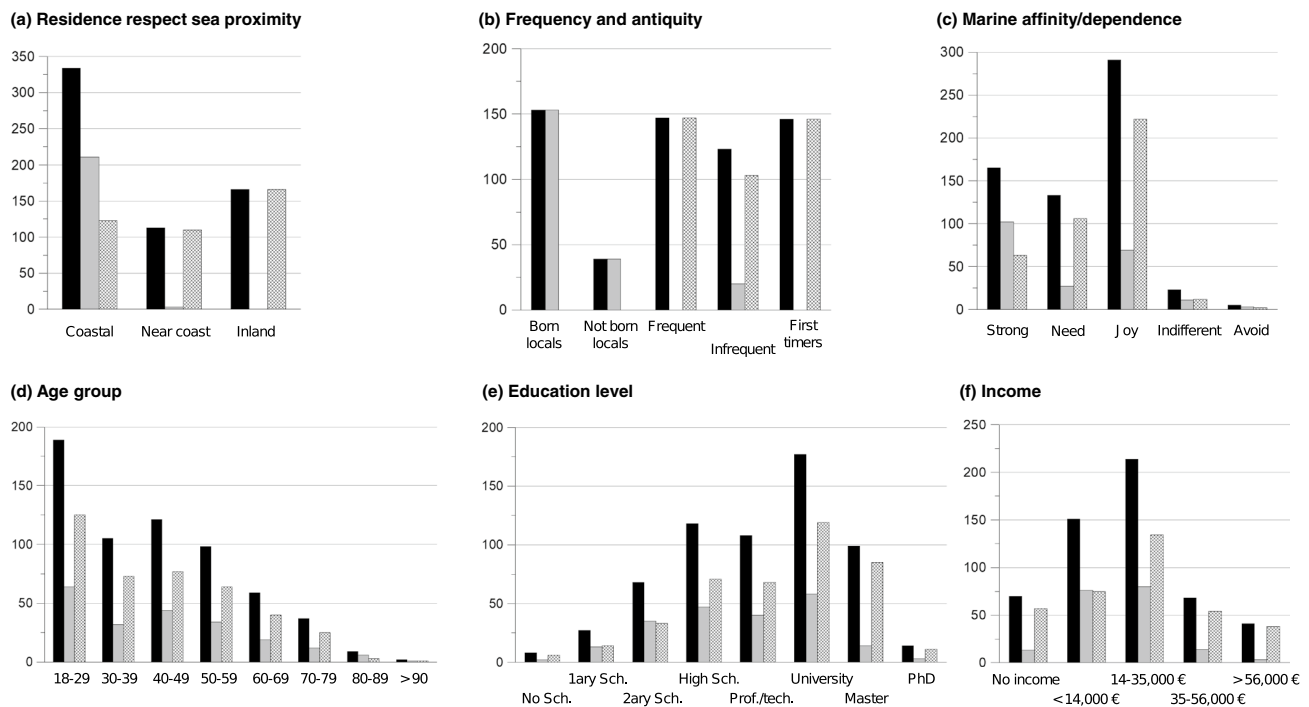 (a) Residence respect sea proximity
350
300
250
200
150
100
50
0
Coastal Near coast Inland
(b) Frequency and antiquity
200
150
100
50
0
Born locals
Not born locals
Frequent
Infrequent
First timers
(c) Marine affinity/dependence
300
250
200
150
100
50
0
Strong Need Joy Indifferent Avoid
(d) Age group
200
150
100
50
0
18-29 30-39 40-49 50-59 60-69 70-79 80-89 >90
(e) Education level
200
150
100
50
0
No Sch.
1ary Sch.
2ary Sch.
High Sch.
Prof./tech.
University
Master
PhD
(f) Income
250
200
150
100
50
0
No income
<14,000 €
14-35,000 €
35-56,000 €
>56,000 €